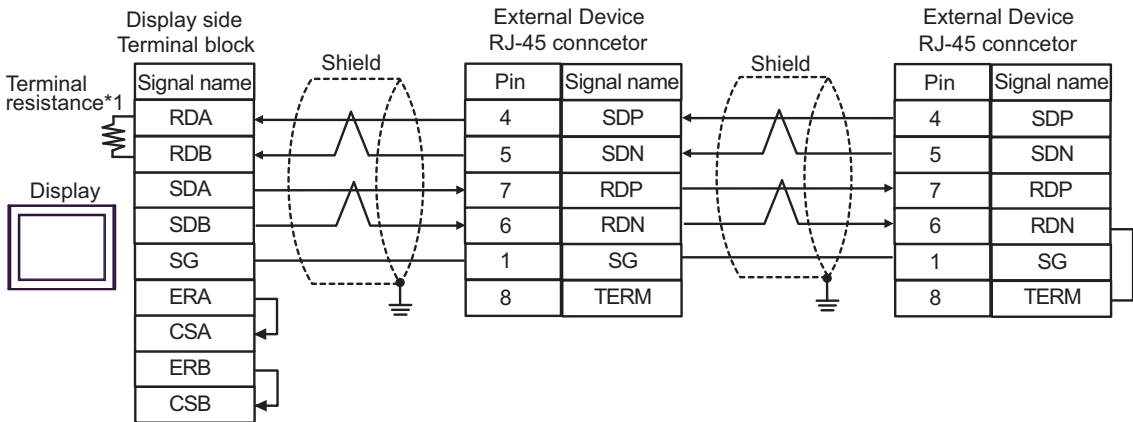 Display side
Terminal block
External Device
RJ-45 conncetor
External Device
RJ-45 conncetor
Terminal
resistance*1
Shield
Shield
Display
Signal name
RDA
RDB
SDA
SDB
SG
ERA
CSA
ERB
CSB
Pin Signal name
4 SDP
5 SDN
7 RDP
6 RDN
1 SG
8 TERM
Pin Signal name
4 SDP
5 SDN
7 RDP
6 RDN
1 SG
8 TERM